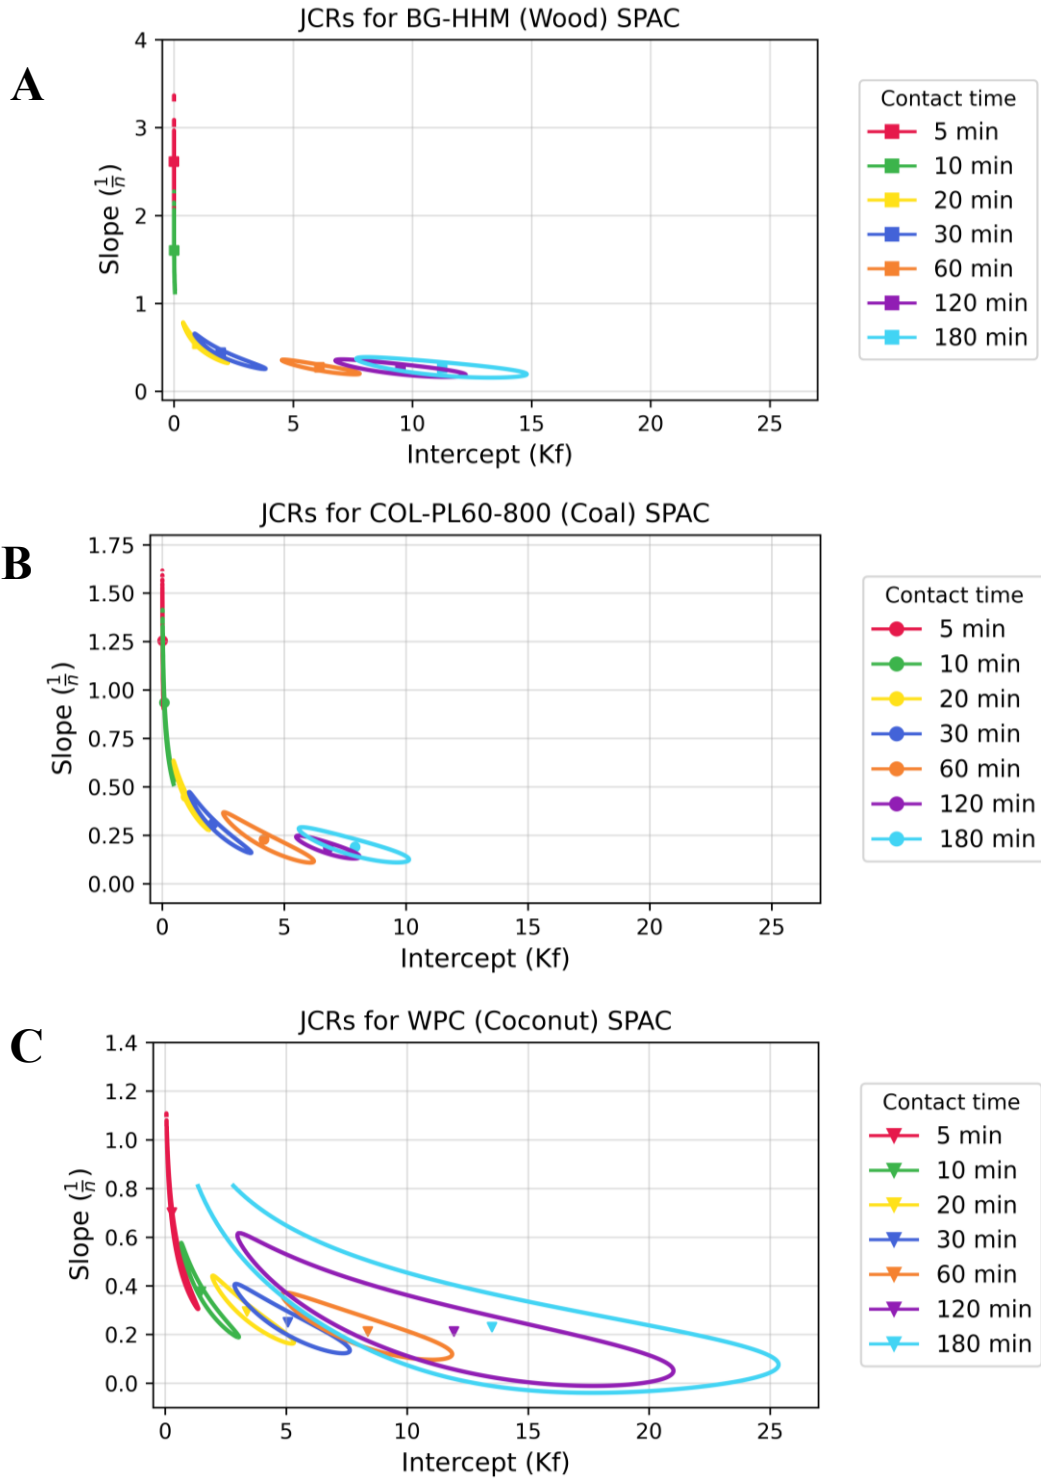 JCRs for BG-HHM (Wood) SPAC
A
4
3
2
1
0
Slope (1/n)
0 5 10 15 20 25
Intercept (Kf)
Contact time
5 min
10 min
20 min
30 min
60 min
120 min
180 min
JCRs for COL-PL60-800 (Coal) SPAC
B
1.75
1.50
1.25
1.00
0.75
0.50
0.25
0.00
Slope (1/n)
0 5 10 15 20 25
Intercept (Kf)
Contact time
5 min
10 min
20 min
30 min
60 min
120 min
180 min
JCRs for WPC (Coconut) SPAC
C
1.4
1.2
1.0
0.8
0.6
0.4
0.2
0.0
Slope (1/n)
0 5 10 15 20 25
Intercept (Kf)
Contact time
5 min
10 min
20 min
30 min
60 min
120 min
180 min